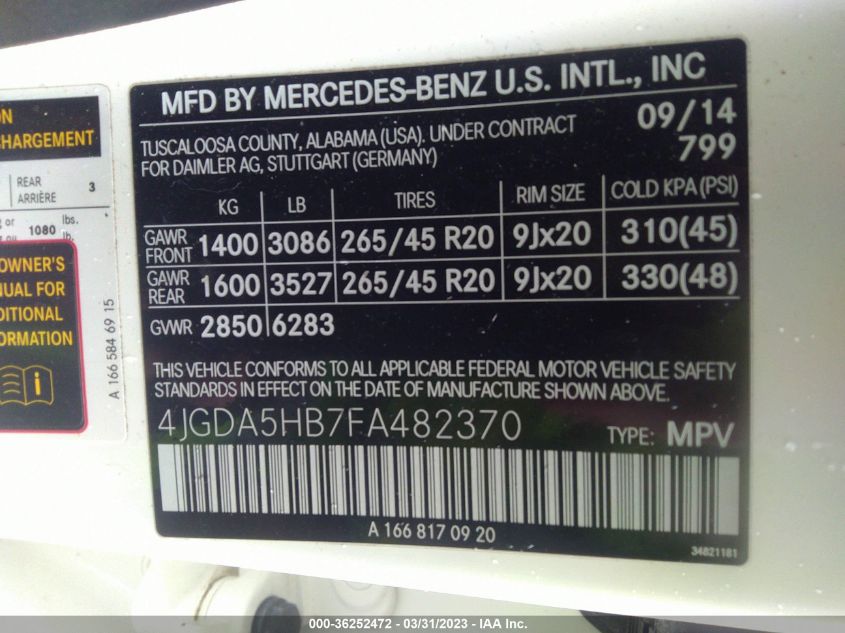 ON
CHARGEMENT
REAR
ARRIÈRE 3
kg or 1080 lbs.
lb.
OWNER'S
NUAL FOR
DITIONAL
ORMATION
A 166 584 69 15
MFD BY MERCEDES-BENZ U.S. INTL., INC
TUSCALOOSA COUNTY, ALABAMA (USA). UNDER CONTRACT
FOR DAIMLER AG, STUTTGART (GERMANY)
09/14
799
KG LB TIRES RIM SIZE COLD KPA (PSI)
GAWR FRONT 1400 3086 265/45 R20 9Jx20 310(45)
GAWR REAR 1600 3527 265/45 R20 9Jx20 330(48)
GVWR 2850 6283
THIS VEHICLE CONFORMS TO ALL APPLICABLE FEDERAL MOTOR VEHICLE SAFETY
STANDARDS IN EFFECT ON THE DATE OF MANUFACTURE SHOWN ABOVE.
4JGDA5HB7FA482370 TYPE: MPV
A 166 817 09 20
34821181
000-36252472 - 03/31/2023 - IAA Inc.